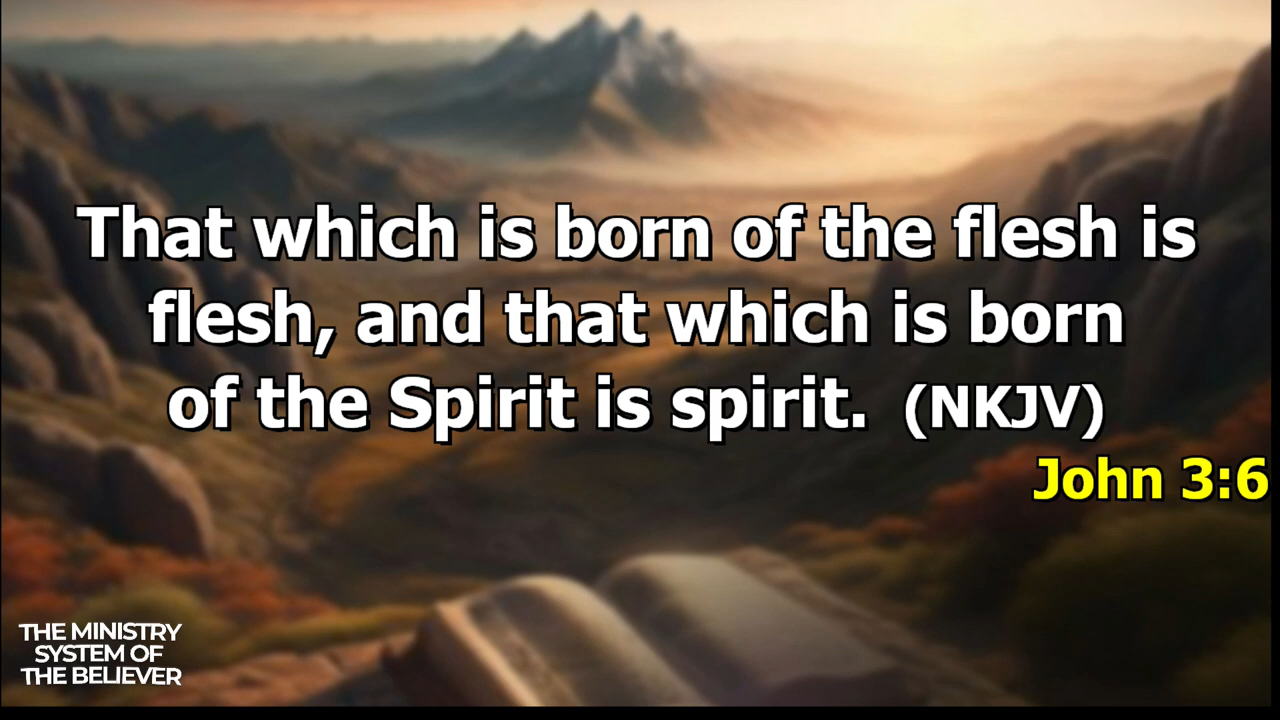 That which is born of the flesh is
flesh, and that which is born
of the Spirit is spirit. (NKJV)
John 3:6
THE MINISTRY
SYSTEM OF
THE BELIEVER